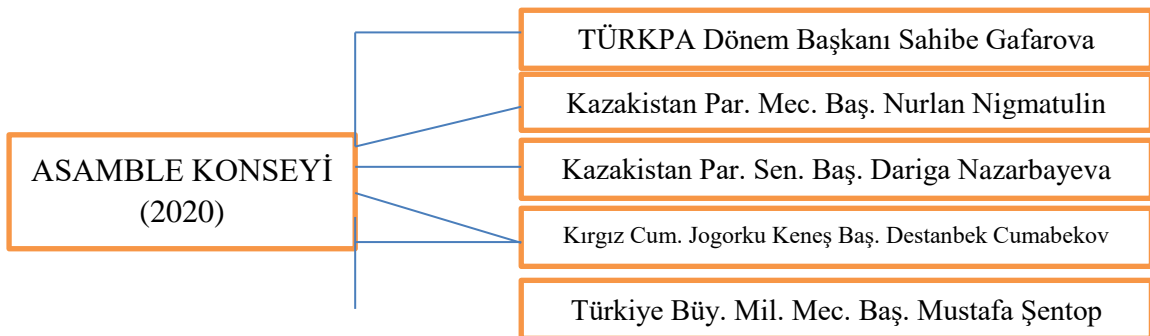 ASAMBLE KONSEYİ
(2020)
TÜRKPA Dönem Başkanı Sahibe Gafarova
Kazakistan Par. Mec. Baş. Nurlan Nigmatulin
Kazakistan Par. Sen. Baş. Dariga Nazarbayeva
Kırgız Cum. Jogorku Keneş Baş. Destanbek Cumabekov
Türkiye Büy. Mil. Mec. Baş. Mustafa Şentop